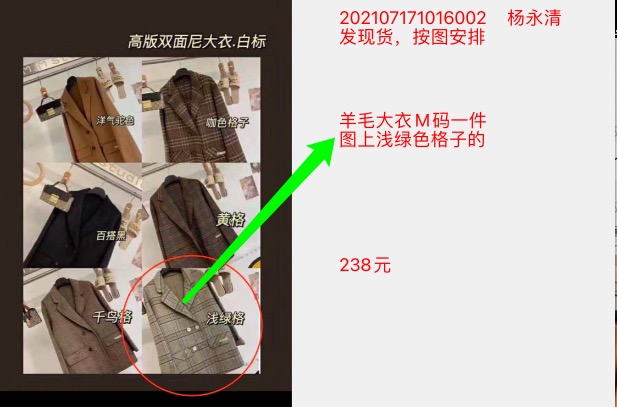 高版双面尼大衣.白标
洋气驼色
咖色格子
百搭黑
黄格
千鸟格
浅绿格
202107171016002 杨永清
发现货，按图安排
羊毛大衣M码一件
图上浅绿色格子的
238元